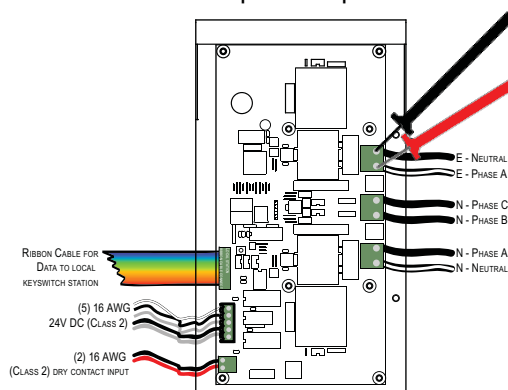 E - NEUTRAL
E - PHASE A
N - PHASE C
N - PHASE B
N - PHASE A
N - NEUTRAL
RIBBON CABLE FOR
DATA TO LOCAL
KEYSWITCH STATION
(5) 16 AWG
24V DC (CLASS 2)
(2) 16 AWG
(CLASS 2) DRY CONTACT INPUT